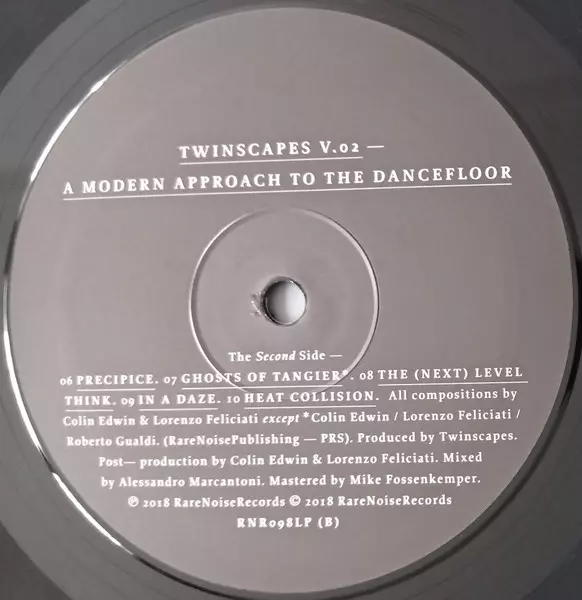 TWINSCAPES V.02 —
A MODERN APPROACH TO THE DANCEFLOOR
The Second Side —
06 PRECIPICE. 07 GHOSTS OF TANGIER*. 08 THE (NEXT) LEVEL
THINK. 09 IN A DAZE. 10 HEAT COLLISION. All compositions by
Colin Edwin & Lorenzo Feliciati except *Colin Edwin / Lorenzo Feliciati /
Roberto Gualdi. (RareNoisePublishing — PRS). Produced by Twinscapes.
Post— production by Colin Edwin & Lorenzo Feliciati. Mixed
by Alessandro Marcantoni. Mastered by Mike Fossenkemper.
℗ 2018 RareNoiseRecords © 2018 RareNoiseRecords
RNR098LP (B)